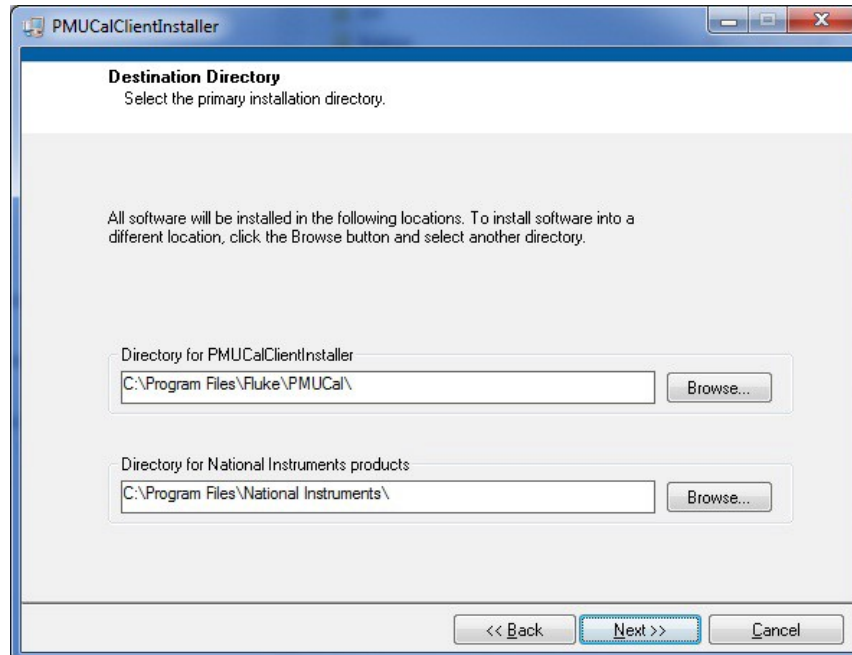 PMUCalClientInstaller
Destination Directory
Select the primary installation directory.
All software will be installed in the following locations. To install software into a
different location, click the Browse button and select another directory.
Directory for PMUCalClientInstaller
C:\Program Files\Fluke\PMUCal\
Browse...
Directory for National Instruments products
C:\Program Files\National Instruments\
Browse...
<< Back
Next >>
Cancel